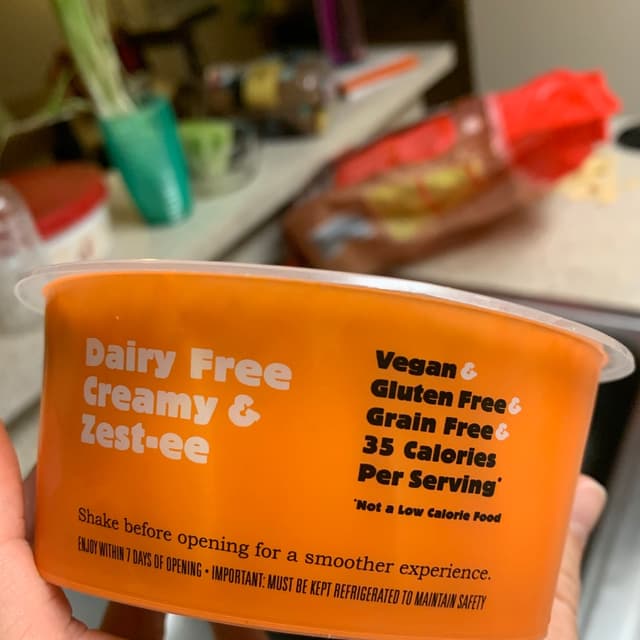 Dairy Free
Creamy &
Zest-ee
Vegan &
Gluten Free &
Grain Free &
35 Calories
Per Serving*
*Not a Low Calorie Food
Shake before opening for a smoother experience.
ENJOY WITHIN 7 DAYS OF OPENING • IMPORTANT: MUST BE KEPT REFRIGERATED TO MAINTAIN SAFETY